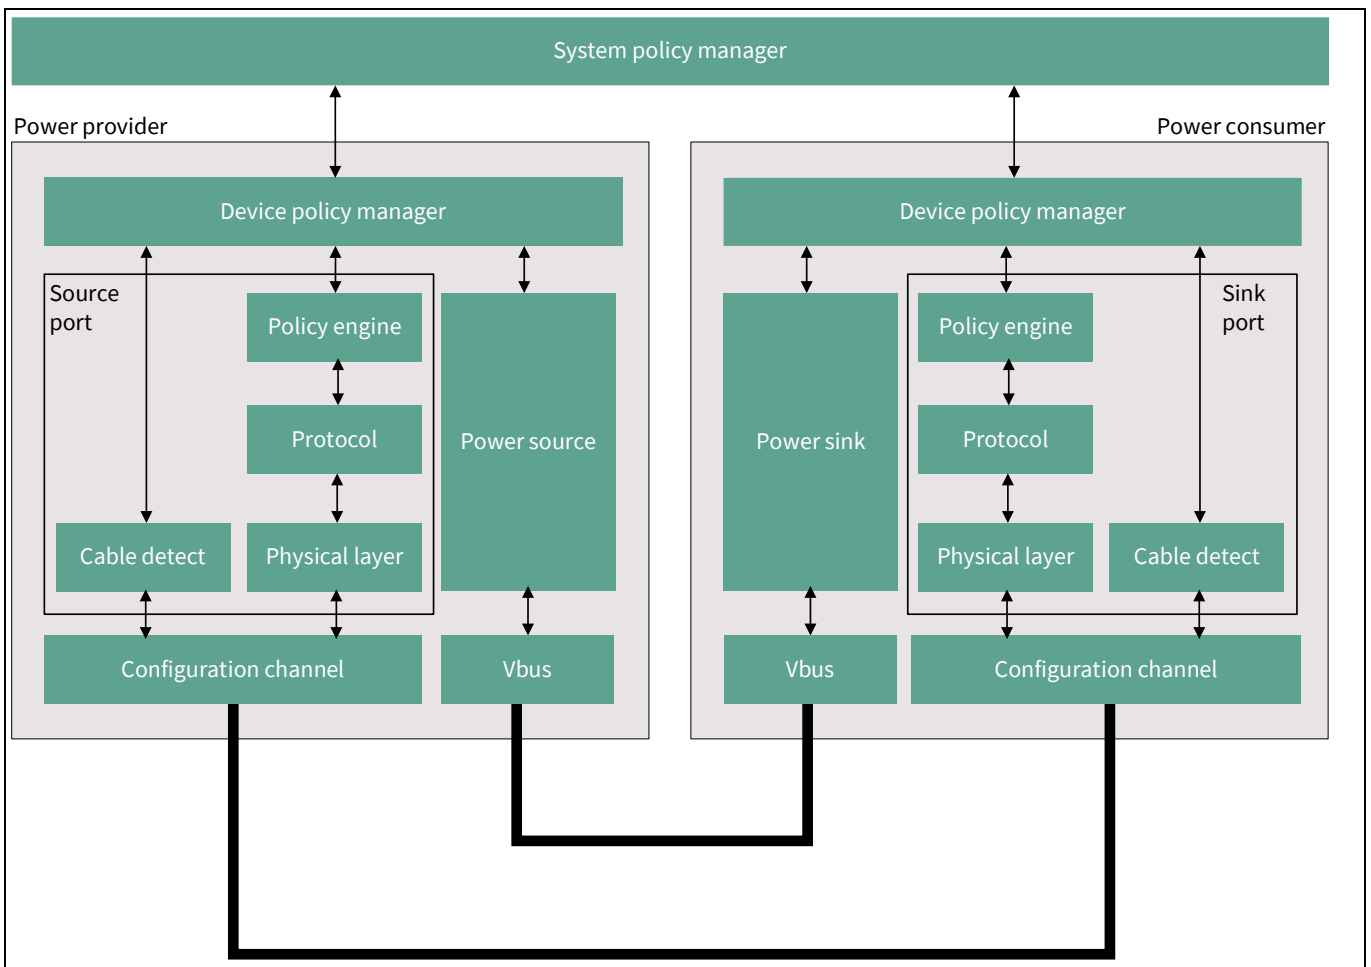 System policy manager
Power provider
Power consumer
Device policy manager
Device policy manager
Source
port
Policy engine
Protocol
Power source
Cable detect
Physical layer
Configuration channel
Vbus
Sink
port
Policy engine
Protocol
Power sink
Physical layer
Cable detect
Vbus
Configuration channel